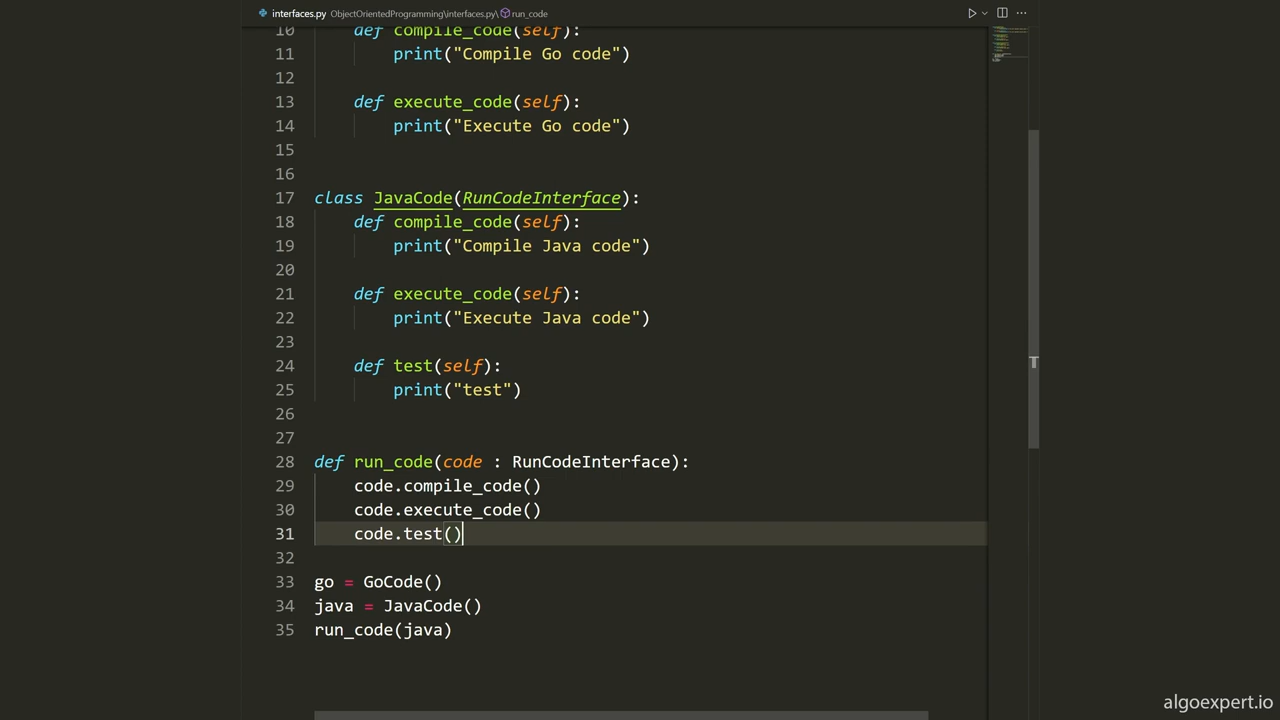 interfaces.py ObjectOrientedProgramming\interfaces.py\run_code
10 def compile_code(self):
11 print("Compile Go code")
12
13 def execute_code(self):
14 print("Execute Go code")
15
16
17 class JavaCode(RunCodeInterface):
18 def compile_code(self):
19 print("Compile Java code")
20
21 def execute_code(self):
22 print("Execute Java code")
23
24 def test(self):
25 print("test")
26
27
28 def run_code(code : RunCodeInterface):
29 code.compile_code()
30 code.execute_code()
31 code.test()
32
33 go = GoCode()
34 java = JavaCode()
35 run_code(java)
algoexpert.io